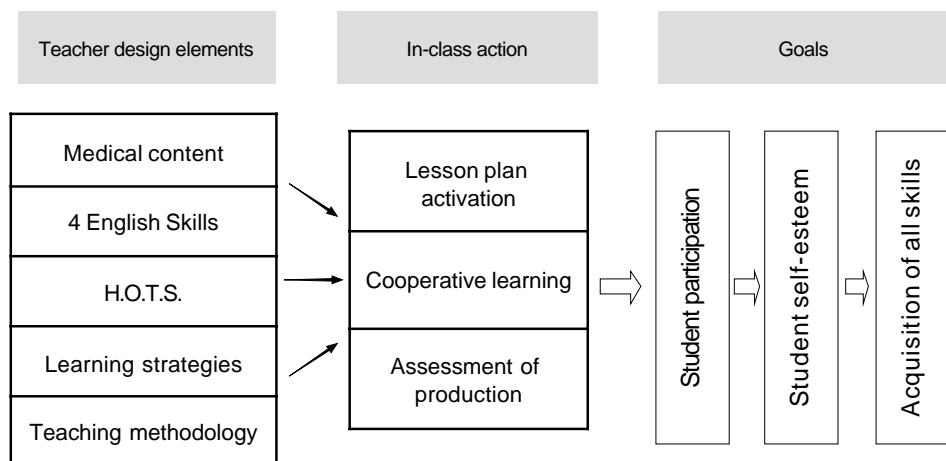 Teacher design elements
In-class action
Goals
Medical content
4 English Skills
H.O.T.S.
Learning strategies
Teaching methodology
Lesson plan
activation
Cooperative learning
Assessment of
production
Student participation
Student self-esteem
Acquisition of all skills